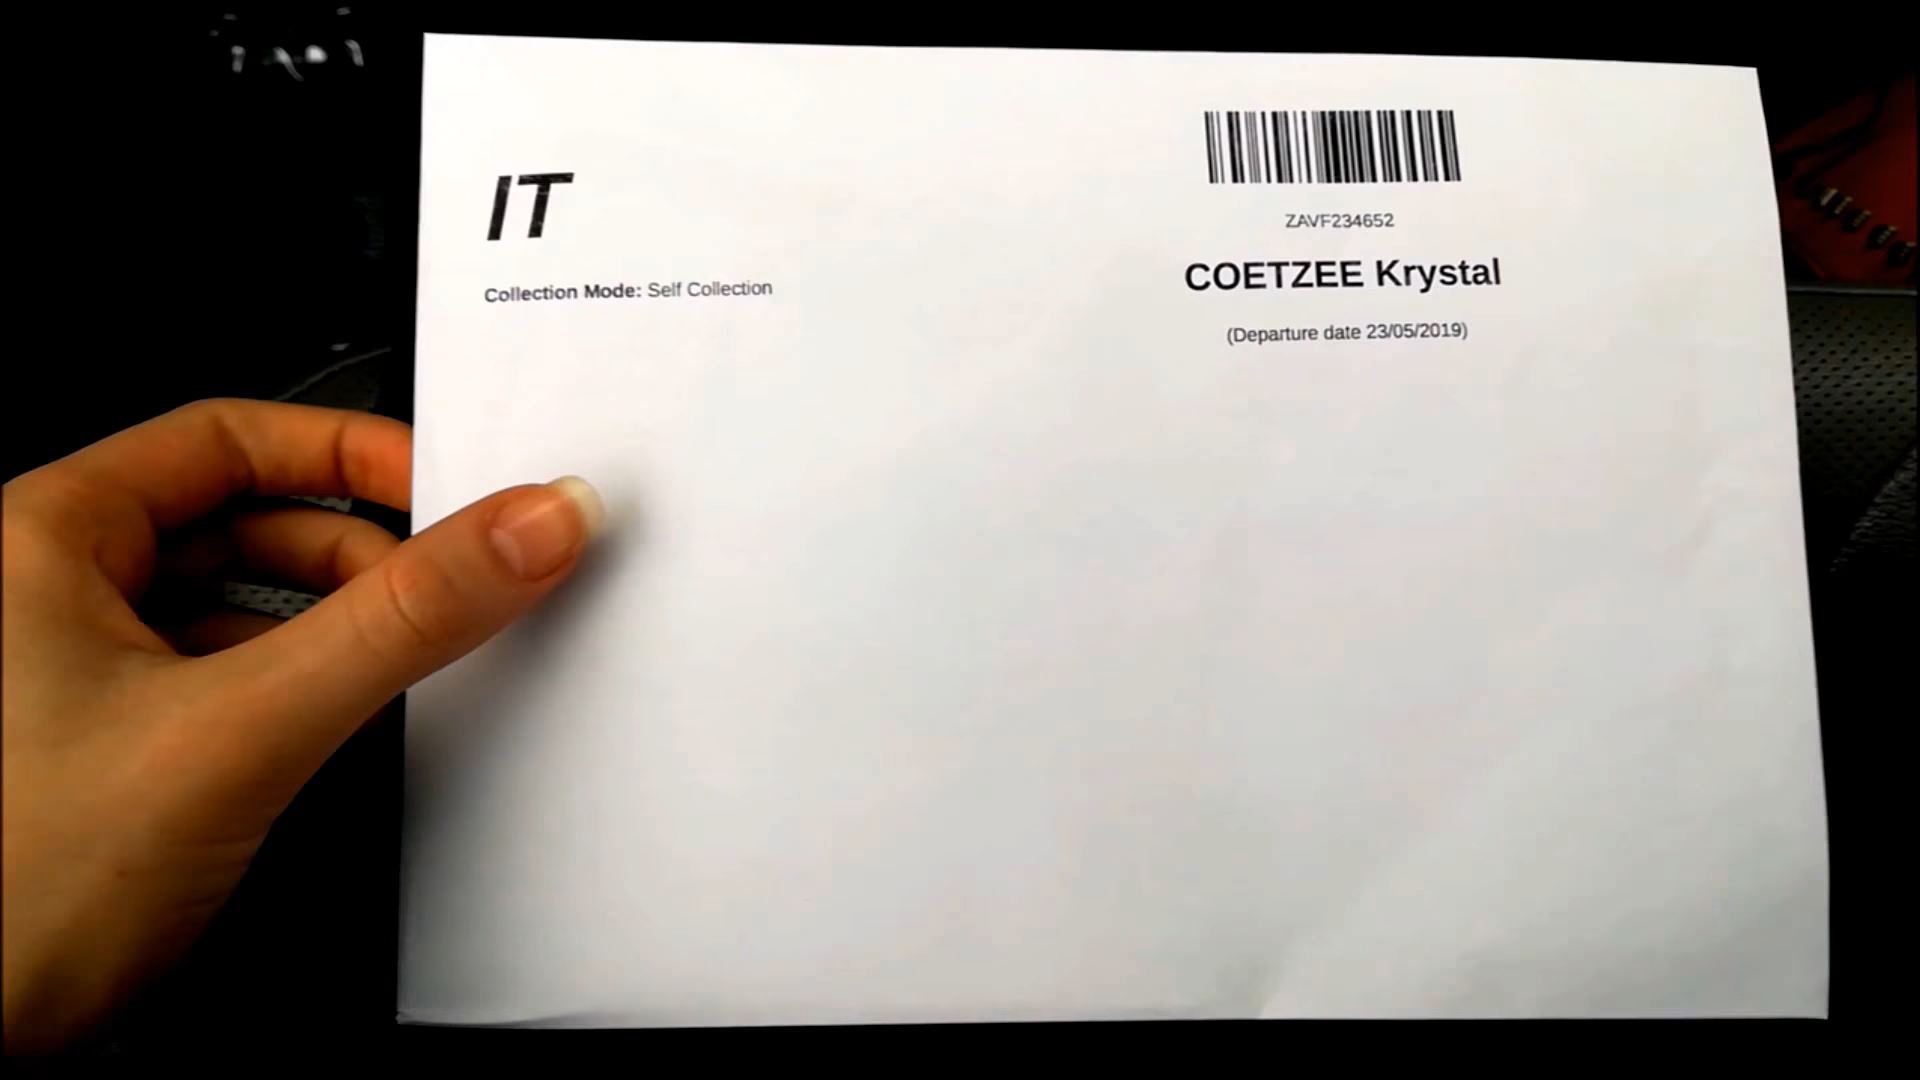 IT
Collection Mode: Self Collection
ZAVF234652
COETZEE Krystal
(Departure date 23/05/2019)